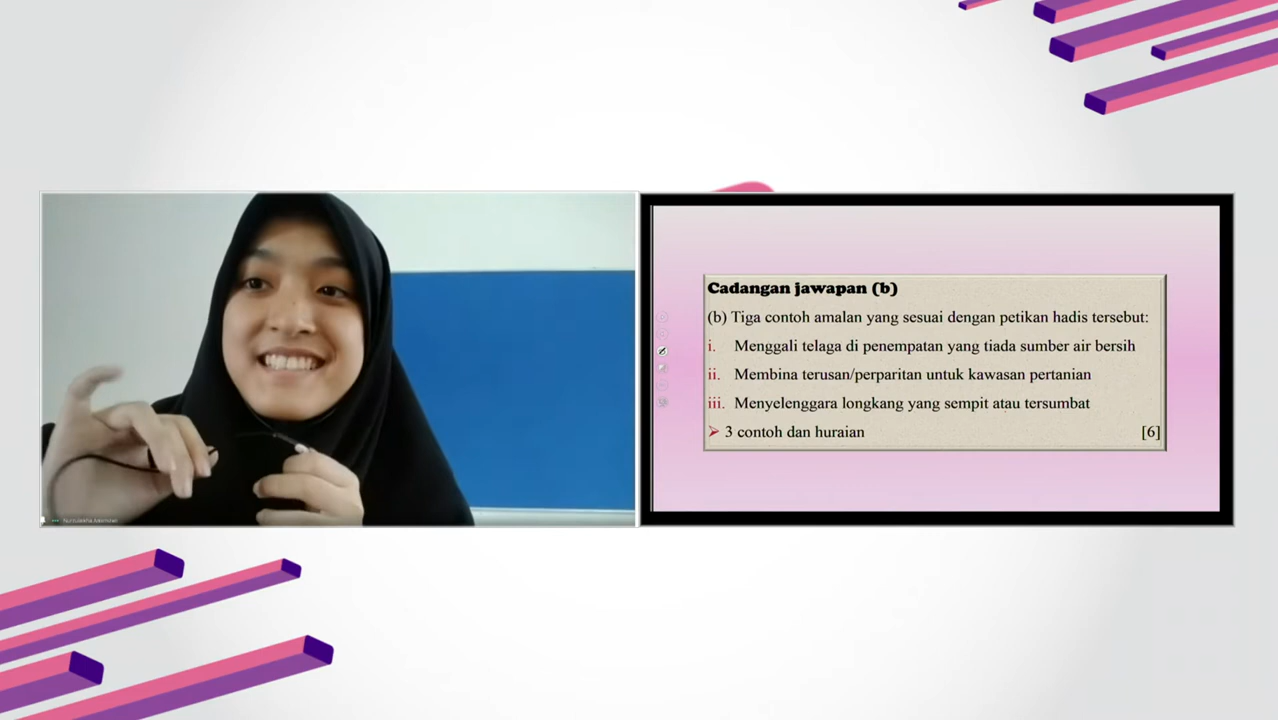 Cadangan jawapan (b)
(b) Tiga contoh amalan yang sesuai dengan petikan hadis tersebut:
i. Menggali telaga di penempatan yang tiada sumber air bersih
ii. Membina terusan/perparitan untuk kawasan pertanian
iii. Menyelenggara longkang yang sempit atau tersumbat
➤ 3 contoh dan huraian [6]